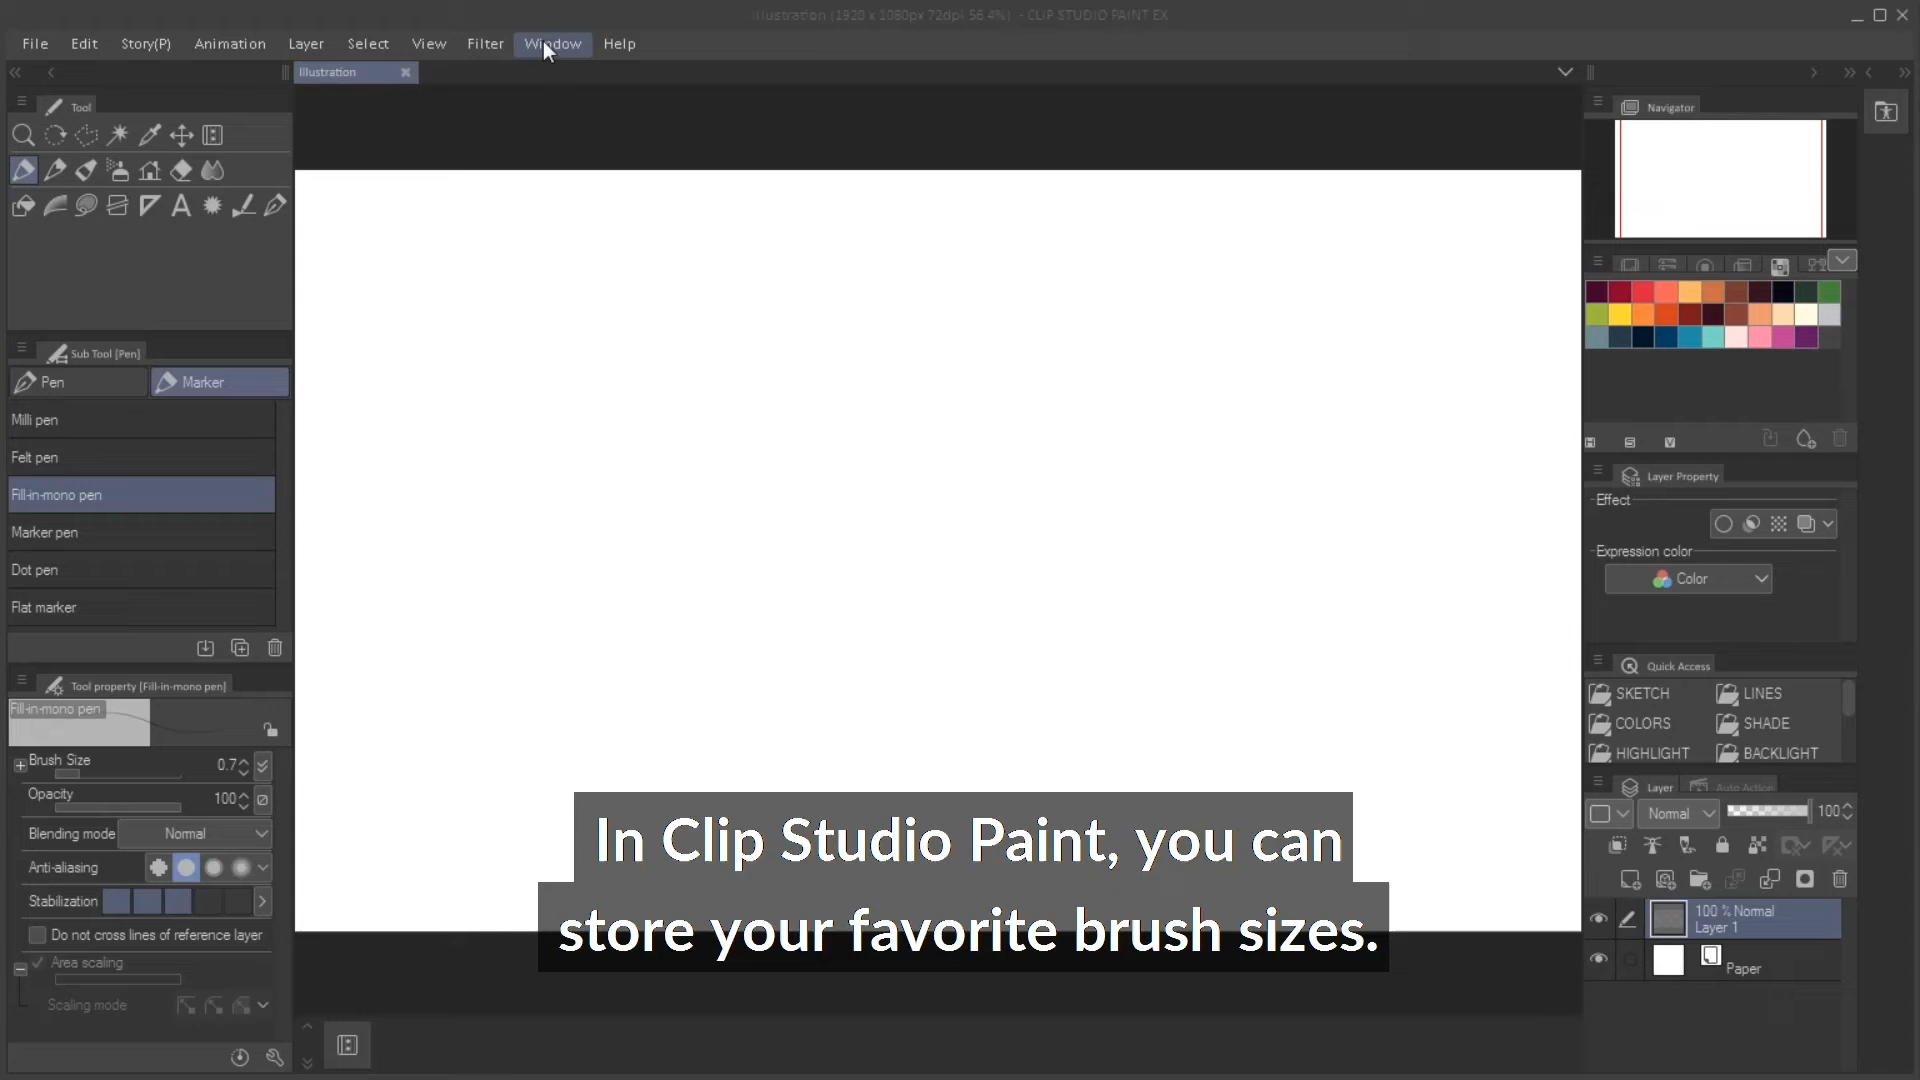 Illustration (1920 x 1080px 72dpi 56.4%) - CLIP STUDIO PAINT EX
File Edit Story(P) Animation Layer Select View Filter Window Help
Illustration
Tool
Navigator
Sub Tool [Pen]
Pen Marker
Milli pen
Felt pen
Fill-in-mono pen
Marker pen
Dot pen
Flat marker
Tool property [Fill-in-mono pen]
Fill-in-mono pen
Brush Size 0.7
Opacity 100
Blending mode Normal
Anti-aliasing
Stabilization
Do not cross lines of reference layer
Area scaling
Scaling mode
H S V
Layer Property
Effect
Expression color
Color
Quick Access
SKETCH LINES
COLORS SHADE
HIGHLIGHT BACKLIGHT
Layer Auto Action
Normal 100
100 % Normal
Layer 1
Paper
In Clip Studio Paint, you can
store your favorite brush sizes.